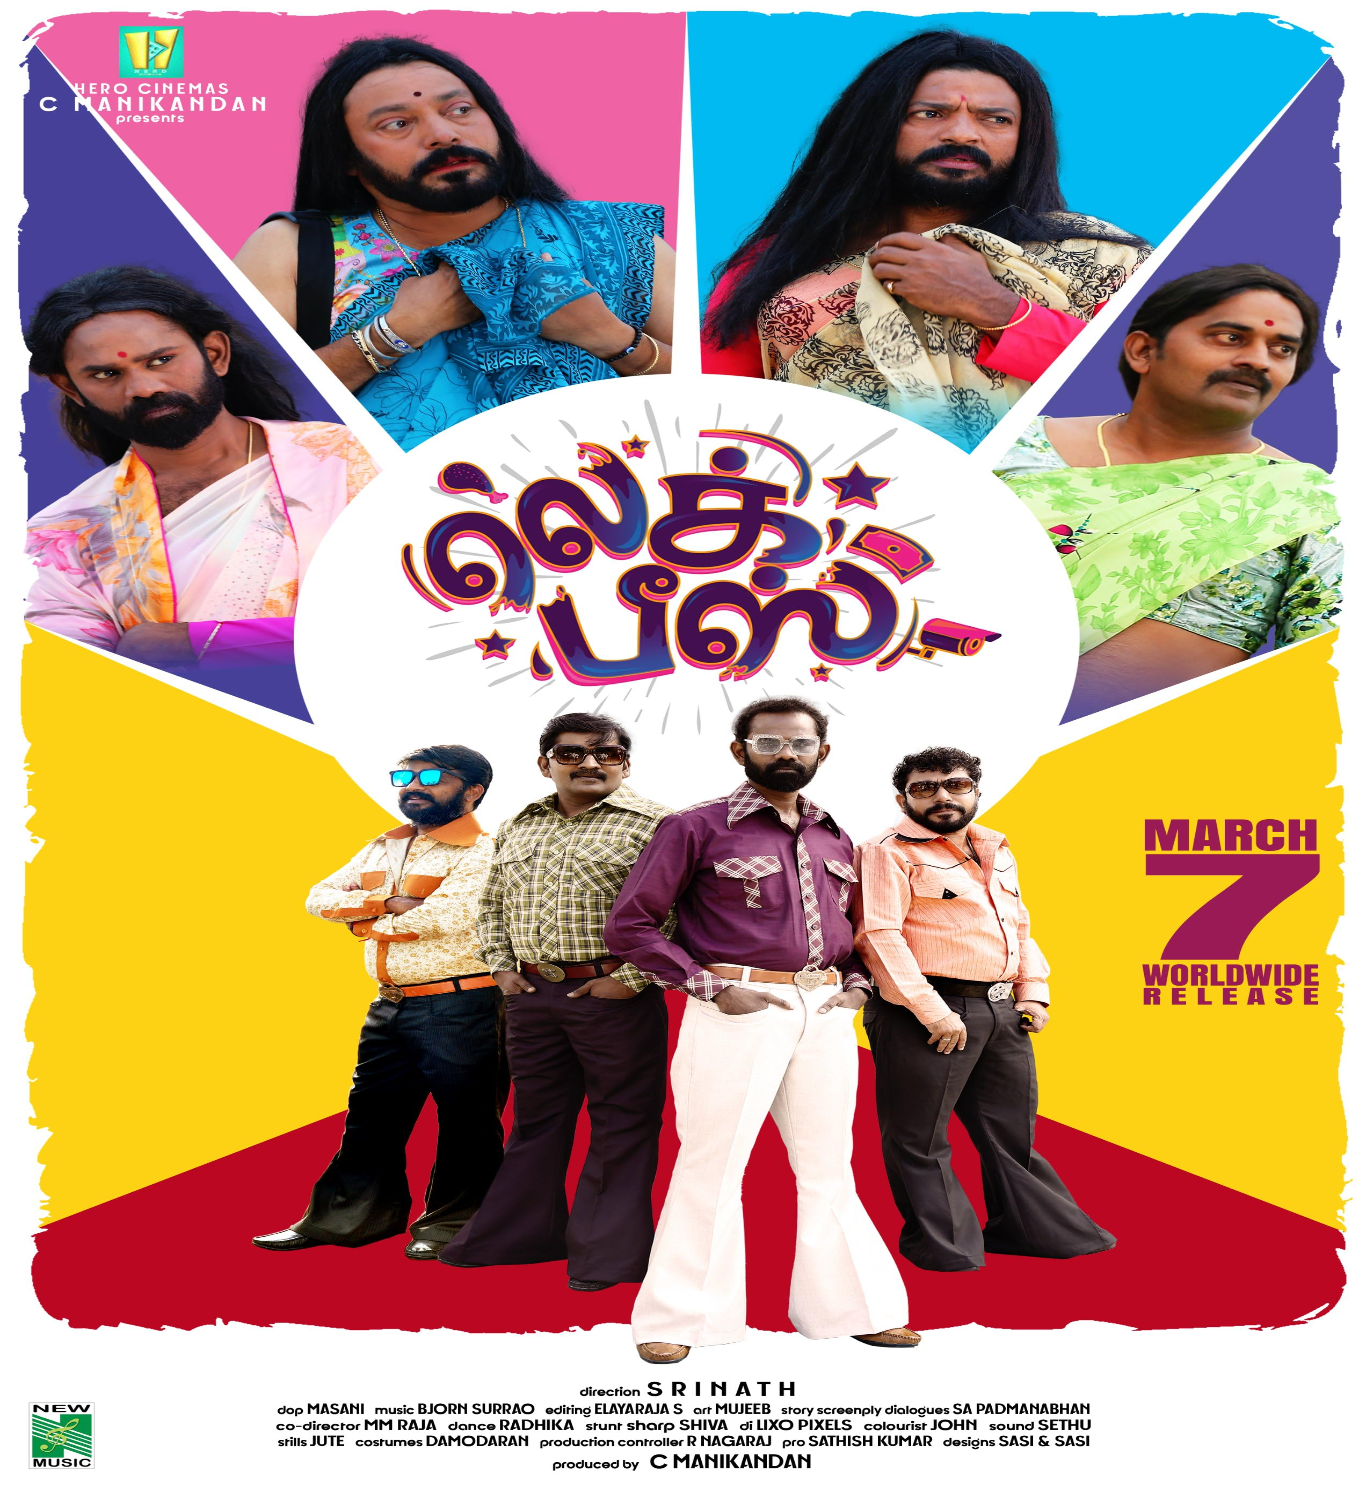 HERO CINEMAS
C MANIKANDAN
presents
லெக்
பீஸ்
MARCH
7
WORLDWIDE
RELEASE
direction SRINATH
dop MASANI music BJORN SURRAO editing ELAYARAJA S art MUJEEB story screenply dialogues SA PADMANABHAN
co-director MM RAJA dance RADHIKA stunt sharp SHIVA di LIXO PIXELS colourist JOHN sound SETHU
stills JUTE costumes DAMODARAN production controller R NAGARAJ pro SATHISH KUMAR designs SASI & SASI
produced by C MANIKANDAN
NEW
MUSIC